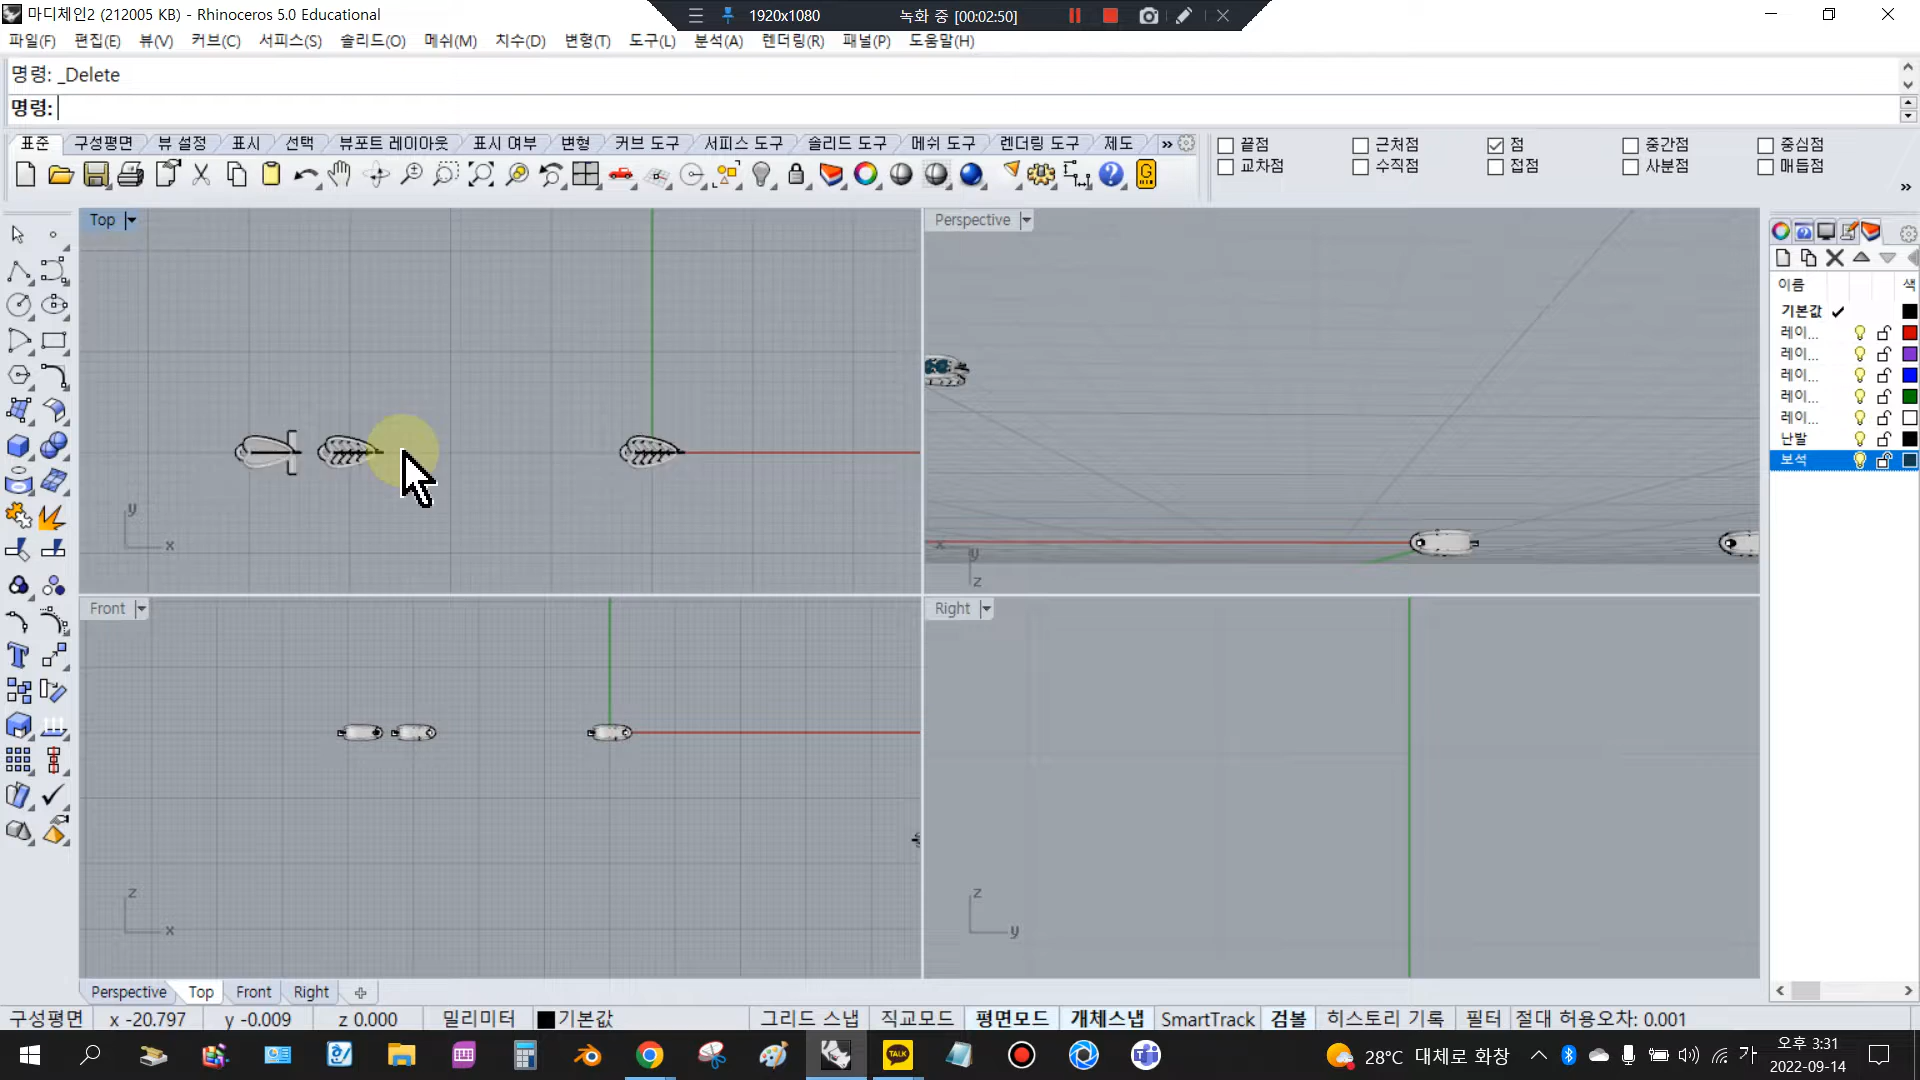 마디체인2 (212005 KB) - Rhinoceros 5.0 Educational
1920x1080
녹화 중 [00:02:50]
파일(F) 편집(E) 뷰(V) 커브(C) 서피스(S) 솔리드(O) 메쉬(M) 치수(D) 변형(T) 도구(L) 분석(A) 렌더링(R) 패널(P) 도움말(H)
명령: _Delete
명령:
표준 구성평면 뷰 설정 표시 선택 뷰포트 레이아웃 표시 여부 변형 커브 도구 서피스 도구 솔리드 도구 메쉬 도구 렌더링 도구 제도 »
끝점 근처점 점 중간점 중심점
교차점 수직점 접점 사분점 매듭점
Top
Perspective
이름 색
기본값
레이...
레이...
레이...
레이...
레이...
난발
보석
y
x
x
y
z
Front
Right
z
x
z
y
Perspective Top Front Right
구성평면 x -20.797 y -0.009 z 0.000 밀리미터 기본값 그리드 스냅 직교모드 평면모드 개체스냅 SmartTrack 검볼 히스토리 기록 필터 절대 허용오차: 0.001
TALK
28°C 대체로 화창
가
오후 3:31
2022-09-14